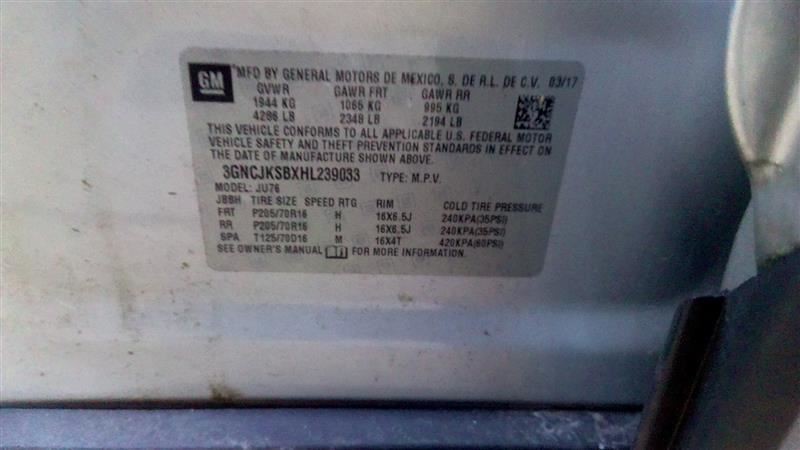 GM
MFD BY GENERAL MOTORS DE MEXICO, S. DE R.L. DE C.V. 03/17
GVWR GAWR FRT GAWR RR
1944 KG 1065 KG 995 KG
4286 LB 2348 LB 2194 LB
THIS VEHICLE CONFORMS TO ALL APPLICABLE U.S. FEDERAL MOTOR
VEHICLE SAFETY AND THEFT PREVENTION STANDARDS IN EFFECT ON
THE DATE OF MANUFACTURE SHOWN ABOVE.
3GNCJKSBXHL239033 TYPE: M.P.V.
MODEL: JU76
JBBH TIRE SIZE SPEED RTG RIM COLD TIRE PRESSURE
FRT P205/70R16 H 16X6.5J 240KPA(35PSI)
RR P205/70R16 H 16X6.5J 240KPA(35PSI)
SPA T125/70D16 M 16X4T 420KPA(60PSI)
SEE OWNER'S MANUAL FOR MORE INFORMATION.